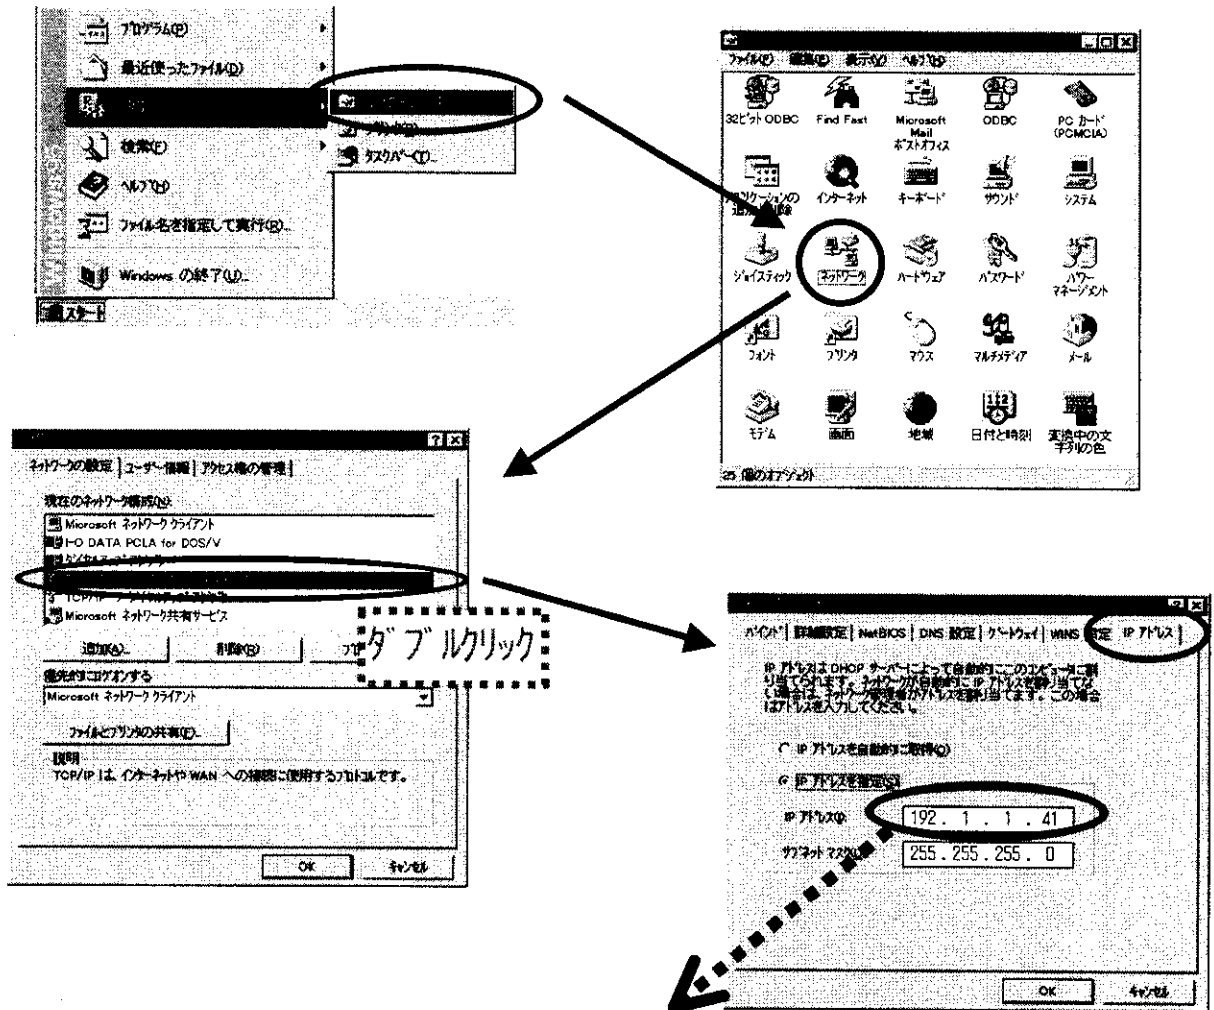 プログラム(P)
最近使ったファイル(D)
検索(F)
ヘルプ(H)
ファイル名を指定して実行(R)...
Windows の終了(U)...
スタート
タスクバー(T)...
ファイル(F) 編集(E) 表示(V) ヘルプ(H)
32ビット ODBC
Find Fast
Microsoft
Mail
ポストオフィス
ODBC
PC カード
(PCMCIA)
アプリケーションの
追加と削除
インターネット
キーボード
サウンド
システム
ジョイスティック
ネットワーク
ハードウェア
パスワード
パワー
マネージメント
フォント
プリンタ
マウス
マルチメディア
メール
モデム
画面
地域
日付と時刻
変換中の文
字列の色
25 個のオブジェクト
ネットワークの設定 ユーザー情報 アクセス権の管理
現在のネットワーク構成(N):
Microsoft ネットワーク クライアント
I-O DATA PCLA for DOS/V
Microsoft ネットワーク共有サービス
追加(A)... 削除(R)
ダブルクリック
優先的にログオンする
Microsoft ネットワーク クライアント
ファイルとプリンタの共有(F)...
説明
TCP/IP は、インターネットや WAN への接続に使用するプロトコルです。
OK キャンセル
バインド 詳細設定 NetBIOS DNS 設定 ゲートウェイ WINS 設定 IP アドレス
IP アドレスは DHCP サーバーによって自動的にこのコンピュータに割
り当てられます。ネットワークが自動的に IP アドレスを割り当てな
い場合は、ネットワーク管理者がアドレスを割り当てます。この場合
はアドレスを入力してください。
IP アドレスを自動的に取得(O)
IP アドレスを指定(S)
IP アドレス(I): 192 . 1 . 1 . 41
サブネット マスク(U): 255 . 255 . 255 . 0
OK キャンセル